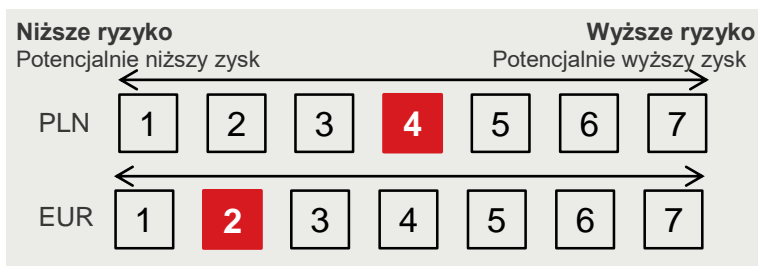 Niższe ryzyko Wyższe ryzyko
Potencjalnie niższy zysk Potencjalnie wyższy zysk
PLN 1 2 3 4 5 6 7
EUR 1 2 3 4 5 6 7